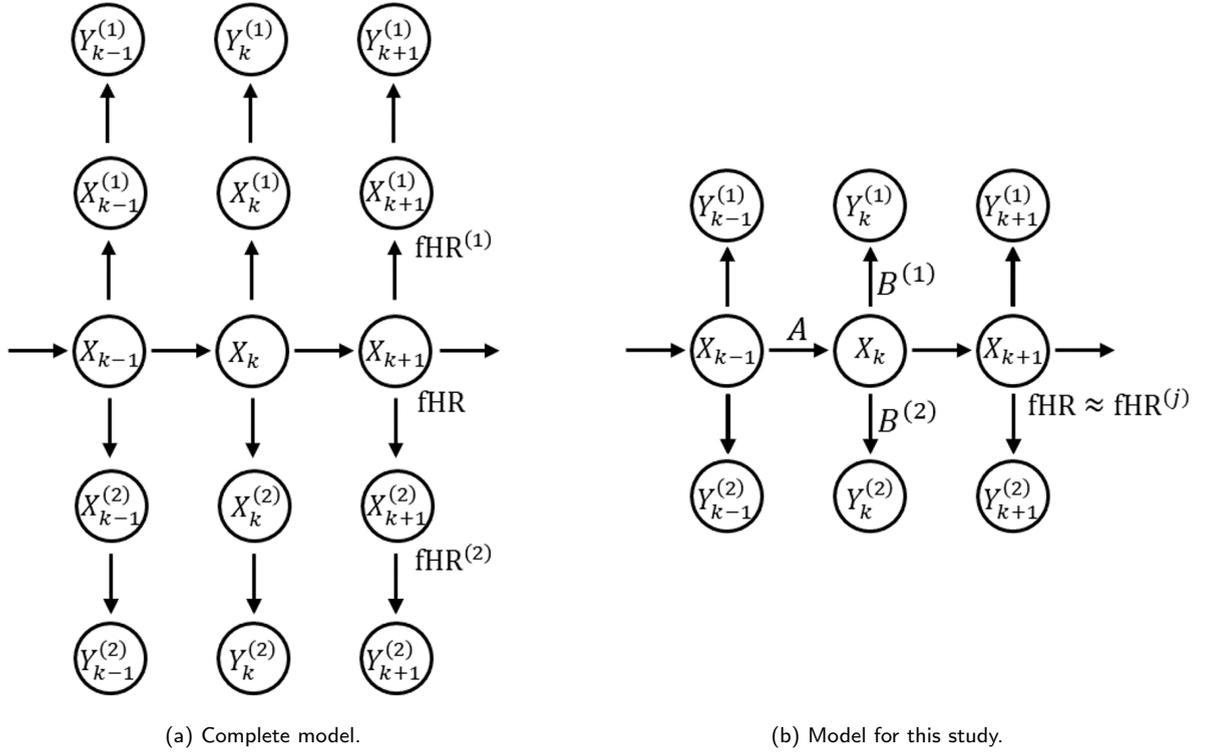 Y_{k-1}^{(1)} Y_k^{(1)} Y_{k+1}^{(1)}
X_{k-1}^{(1)} X_k^{(1)} X_{k+1}^{(1)}
fHR^{(1)}
X_{k-1} X_k X_{k+1}
fHR
X_{k-1}^{(2)} X_k^{(2)} X_{k+1}^{(2)}
fHR^{(2)}
Y_{k-1}^{(2)} Y_k^{(2)} Y_{k+1}^{(2)}
(a) Complete model.
Y_{k-1}^{(1)} Y_k^{(1)} Y_{k+1}^{(1)}
B^{(1)}
A
X_{k-1} X_k X_{k+1}
B^{(2)} fHR ≈ fHR^{(j)}
Y_{k-1}^{(2)} Y_k^{(2)} Y_{k+1}^{(2)}
(b) Model for this study.